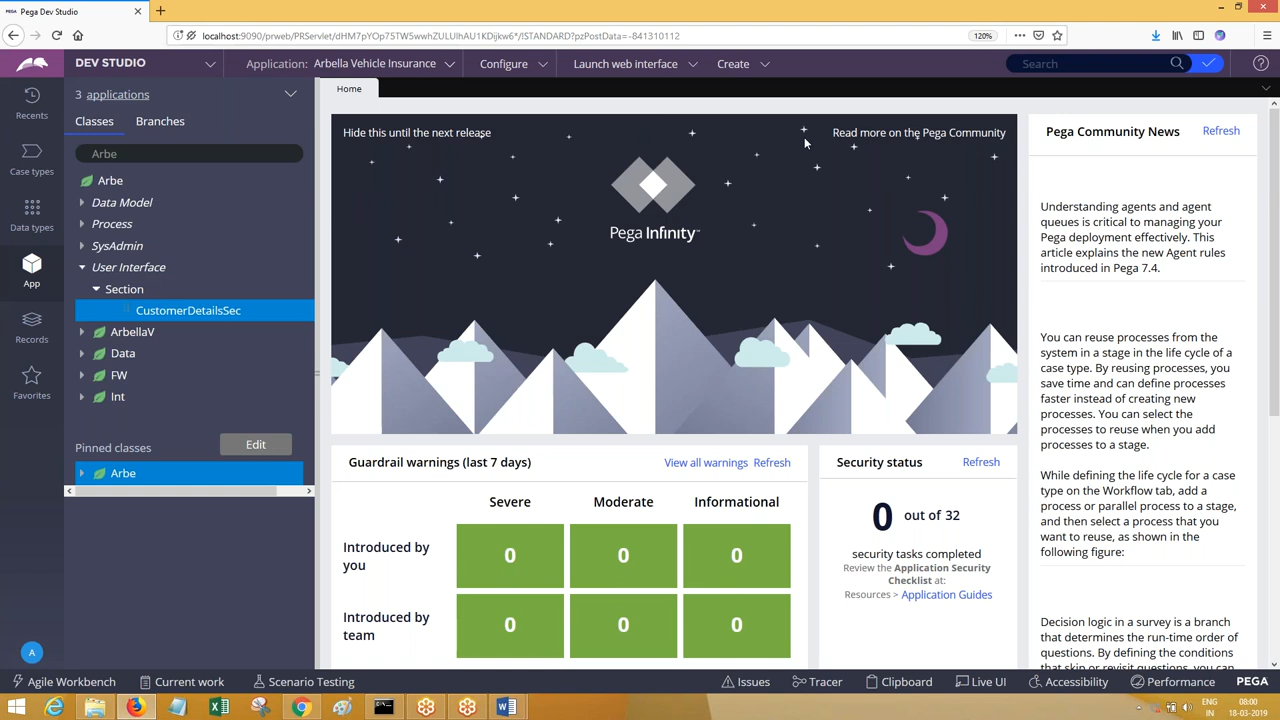 Pega Dev Studio
localhost:9090/prweb/PRServlet/dHM7pYOp75TW5wwhZULUlhAU1KDijkw6*/!STANDARD?pzPostData=-841310112
120%
DEV STUDIO
Application: Arbella Vehicle Insurance
Configure
Launch web interface
Create
Search
Recents
Case types
Data types
App
Records
Favorites
A
3 applications
Classes
Branches
Arbe
Arbe
Data Model
Process
SysAdmin
User Interface
Section
CustomerDetailsSec
ArbellaV
Data
FW
Int
Pinned classes
Edit
Arbe
Home
Hide this until the next release
Read more on the Pega Community
Pega Infinity™
Guardrail warnings (last 7 days)
View all warnings
Refresh
Severe
Moderate
Informational
Introduced by
you
0
0
0
Introduced by
team
0
0
0
Security status
Refresh
0 out of 32
security tasks completed
Review the Application Security
Checklist at:
Resources > Application Guides
Pega Community News
Refresh
Understanding agents and agent
queues is critical to managing your
Pega deployment effectively. This
article explains the new Agent rules
introduced in Pega 7.4.
You can reuse processes from the
system in a stage in the life cycle of a
case type. By reusing processes, you
save time and can define processes
faster instead of creating new
processes. You can select the
processes to reuse when you add
processes to a stage.
While defining the life cycle for a case
type on the Workflow tab, add a
process or parallel process to a stage,
and then select a process that you
want to reuse, as shown in the
following figure:
Decision logic in a survey is a branch
that determines the run-time order of
questions. By defining the conditions
that skip or revisit questions, you can
Agile Workbench
Current work
Scenario Testing
Issues
Tracer
Clipboard
Live UI
Accessibility
Performance
PEGA
ENG
IN
08:00
18-03-2019